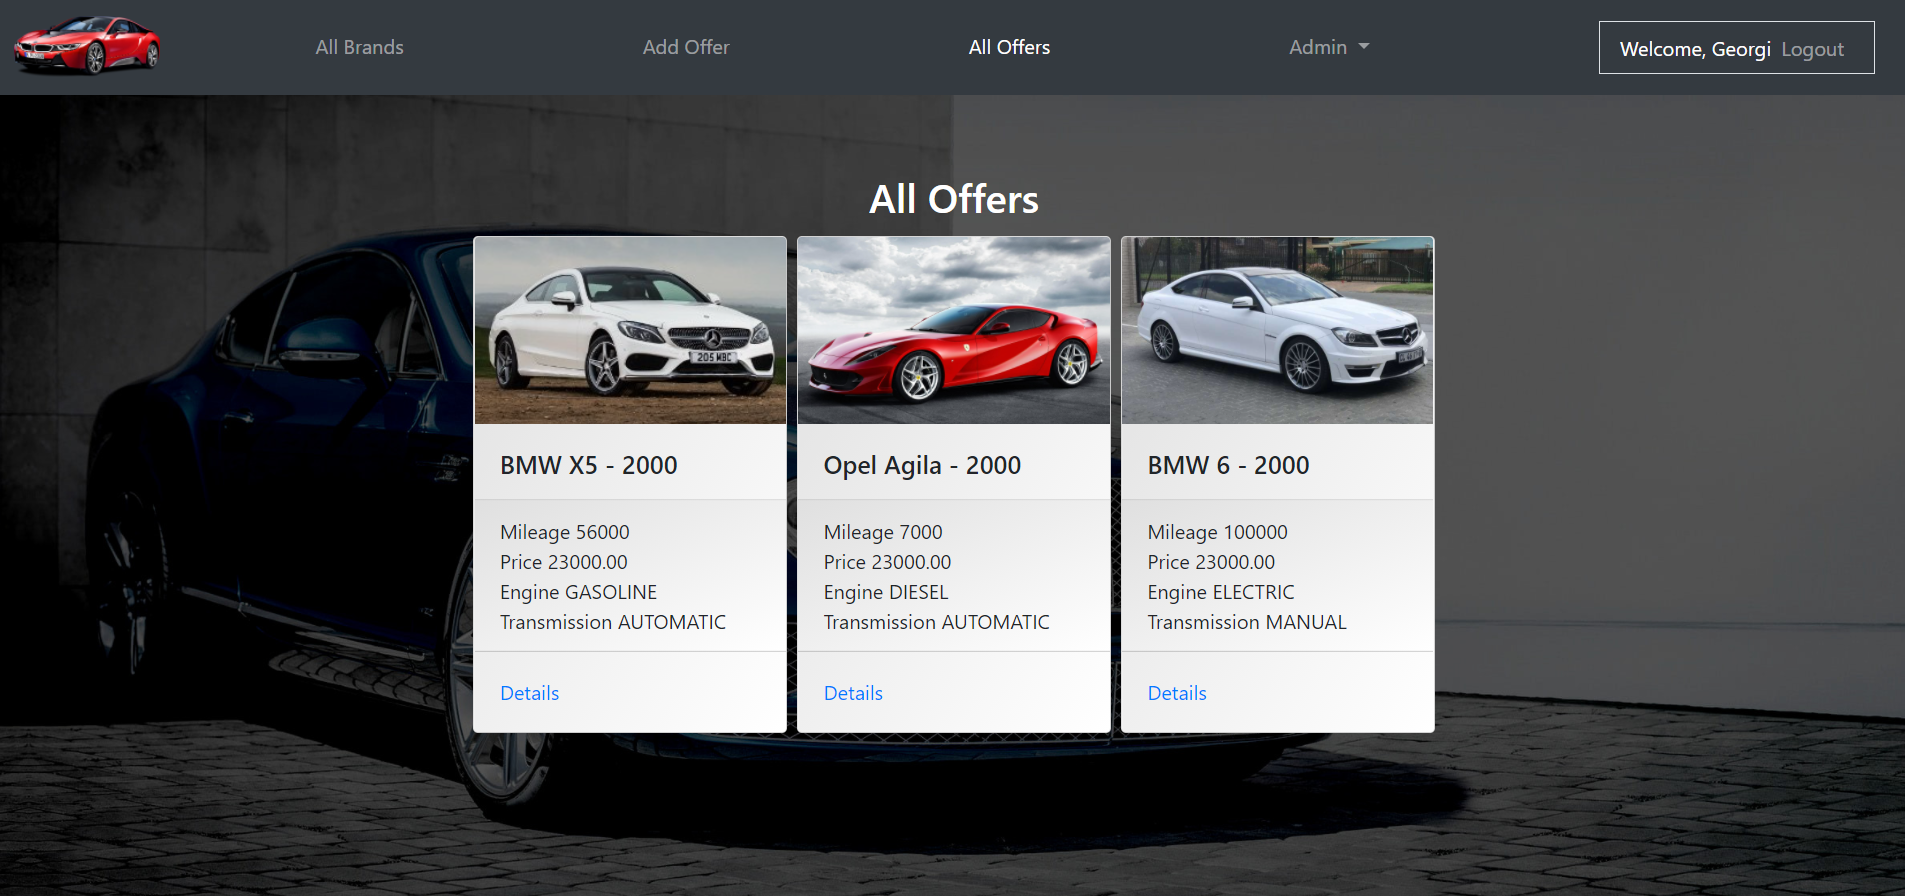 All Brands
Add Offer
All Offers
Admin
Welcome, Georgi Logout
All Offers
205 MBC
BMW X5 - 2000
Mileage 56000
Price 23000.00
Engine GASOLINE
Transmission AUTOMATIC
Details
Opel Agila - 2000
Mileage 7000
Price 23000.00
Engine DIESEL
Transmission AUTOMATIC
Details
BMW 6 - 2000
Mileage 100000
Price 23000.00
Engine ELECTRIC
Transmission MANUAL
Details